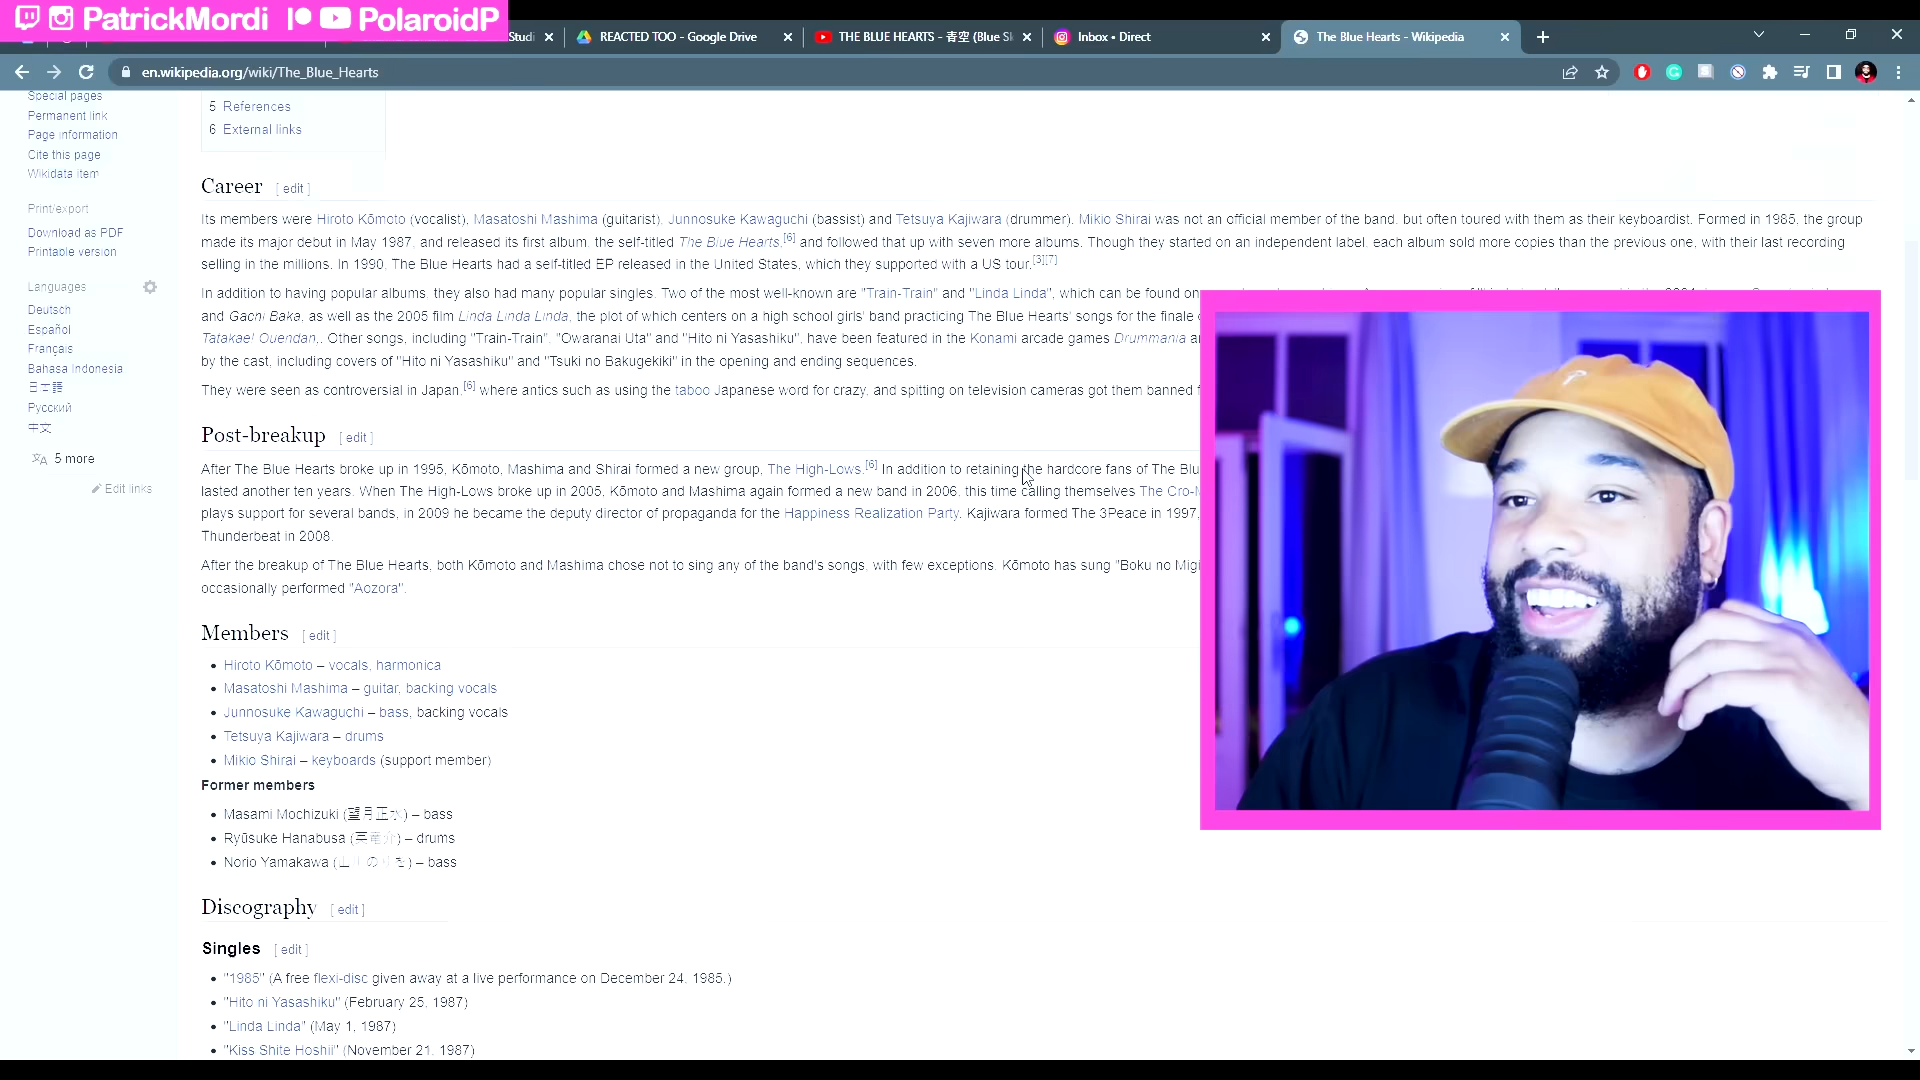 PatrickMordi PolaroidP
Studi
REACTED TOO - Google Drive
THE BLUE HEARTS - 青空 (Blue Sk
Inbox • Direct
The Blue Hearts - Wikipedia
en.wikipedia.org/wiki/The_Blue_Hearts
Special pages
Permanent link
Page information
Cite this page
Wikidata item
Print/export
Download as PDF
Printable version
Languages
Deutsch
Español
Français
Bahasa Indonesia
日本語
Русский
中文
5 more
Edit links
5 References
6 External links
Career [ edit ]
Its members were Hiroto Kōmoto (vocalist), Masatoshi Mashima (guitarist), Junnosuke Kawaguchi (bassist) and Tetsuya Kajiwara (drummer). Mikio Shirai was not an official member of the band, but often toured with them as their keyboardist. Formed in 1985, the group
made its major debut in May 1987, and released its first album, the self-titled The Blue Hearts,[6] and followed that up with seven more albums. Though they started on an independent label, each album sold more copies than the previous one, with their last recording
selling in the millions. In 1990, The Blue Hearts had a self-titled EP released in the United States, which they supported with a US tour.[3][7]
In addition to having popular albums, they also had many popular singles. Two of the most well-known are "Train-Train" and "Linda Linda", which can be found on
and Gachi Baka, as well as the 2005 film Linda Linda Linda, the plot of which centers on a high school girls' band practicing The Blue Hearts' songs for the finale
Tatakae! Ouendan,. Other songs, including "Train-Train", "Owaranai Uta" and "Hito ni Yasashiku", have been featured in the Konami arcade games Drummania
by the cast, including covers of "Hito ni Yasashiku" and "Tsuki no Bakugekiki" in the opening and ending sequences.
They were seen as controversial in Japan,[6] where antics such as using the taboo Japanese word for crazy, and spitting on television cameras got them banned
Post-breakup [ edit ]
After The Blue Hearts broke up in 1995, Kōmoto, Mashima and Shirai formed a new group, The High-Lows.[6] In addition to retaining the hardcore fans of The Blu
lasted another ten years. When The High-Lows broke up in 2005, Kōmoto and Mashima again formed a new band in 2006, this time calling themselves The Cro-M
plays support for several bands, in 2009 he became the deputy director of propaganda for the Happiness Realization Party. Kajiwara formed The 3Peace in 1997,
Thunderbeat in 2008.
After the breakup of The Blue Hearts, both Kōmoto and Mashima chose not to sing any of the band's songs, with few exceptions. Kōmoto has sung "Boku no Migi
occasionally performed "Aozora".
Members [ edit ]
• Hiroto Kōmoto – vocals, harmonica
• Masatoshi Mashima – guitar, backing vocals
• Junnosuke Kawaguchi – bass, backing vocals
• Tetsuya Kajiwara – drums
• Mikio Shirai – keyboards (support member)
Former members
• Masami Mochizuki (望月正水) – bass
• Ryūsuke Hanabusa (英竜介) – drums
• Norio Yamakawa (山川のりを) – bass
Discography [ edit ]
Singles [ edit ]
• "1985" (A free flexi-disc given away at a live performance on December 24, 1985.)
• "Hito ni Yasashiku" (February 25, 1987)
• "Linda Linda" (May 1, 1987)
• "Kiss Shite Hoshii" (November 21, 1987)